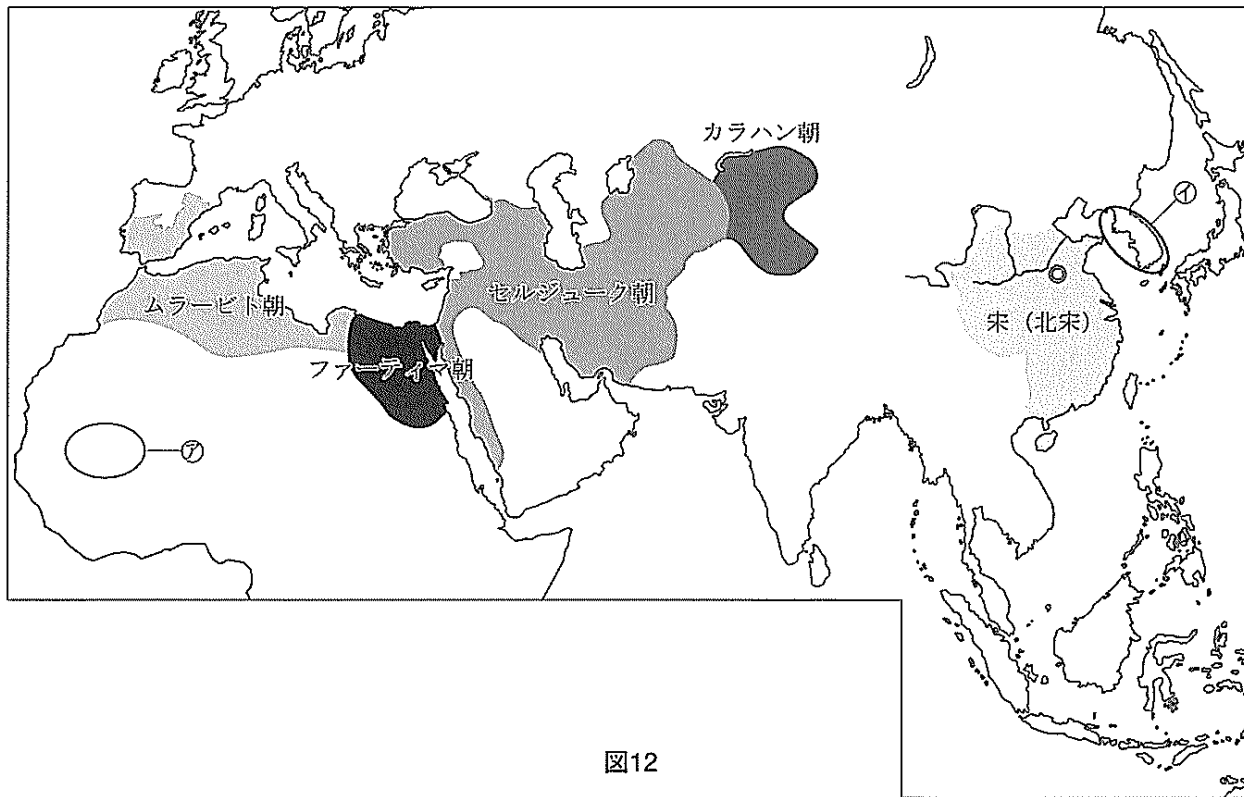 カラハン朝
㋑
ムラービト朝
セルジューク朝
宋（北宋）
ファーティマ朝
㋐
図12